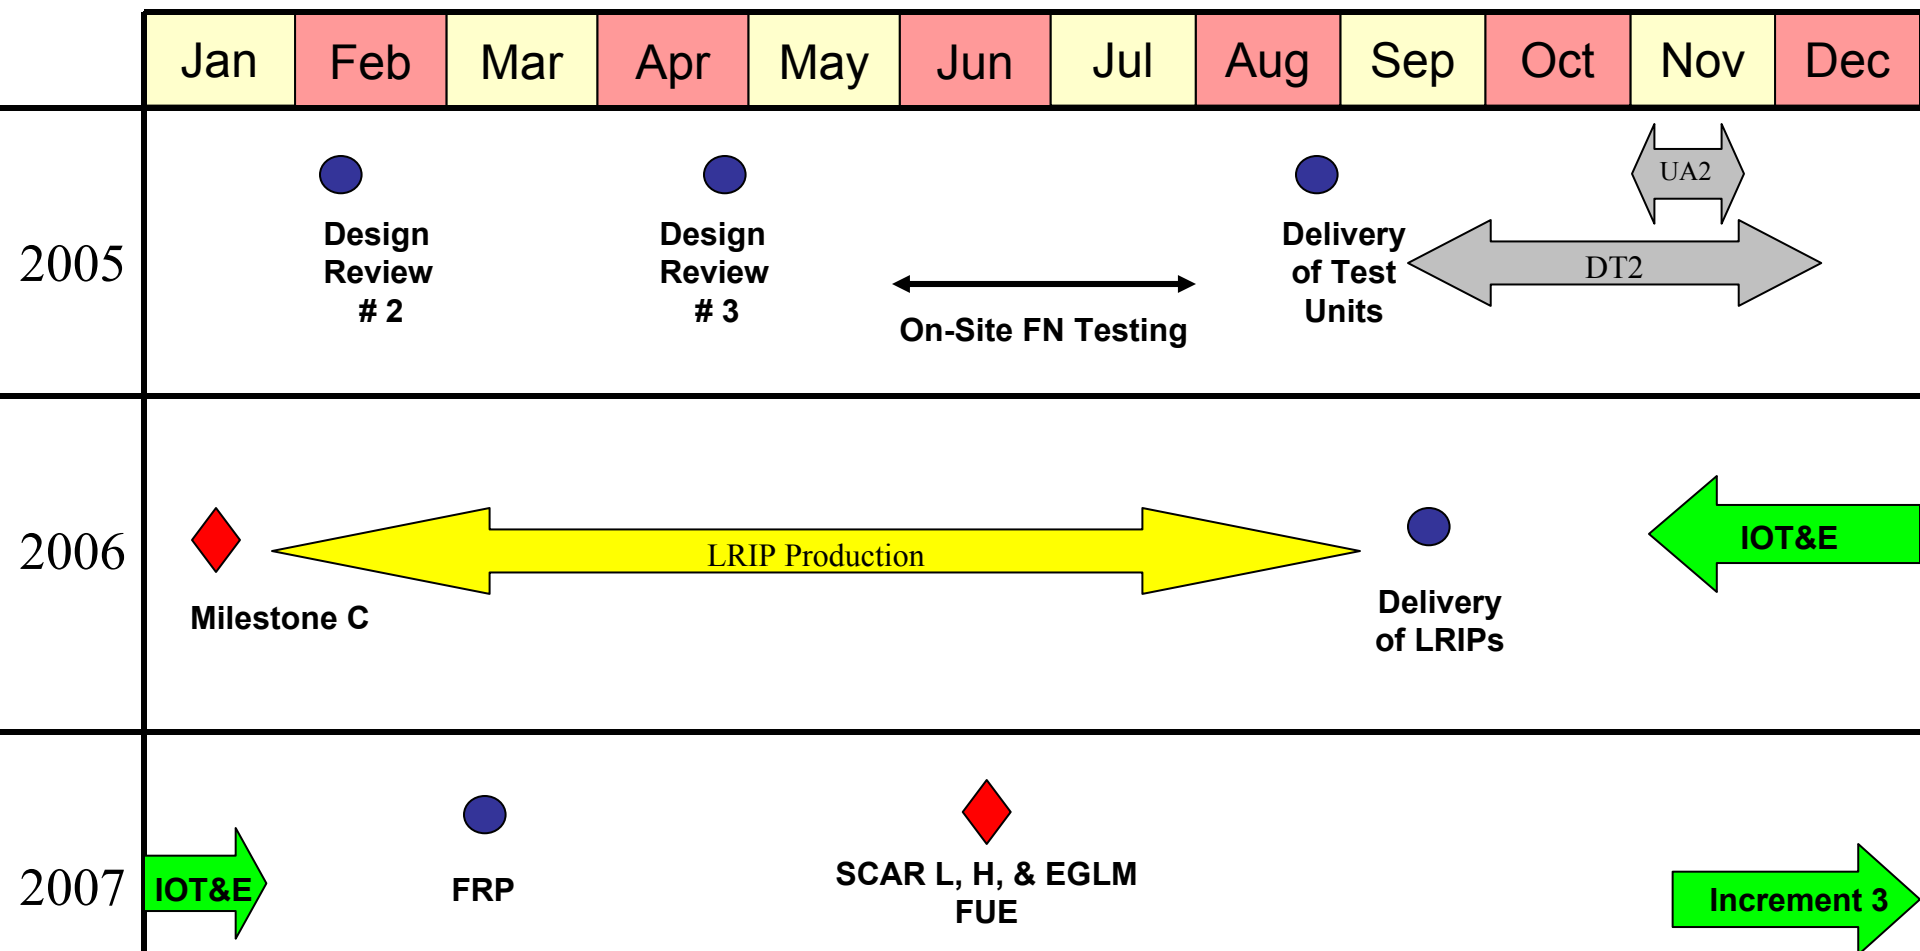 Jan Feb Mar Apr May Jun Jul Aug Sep Oct Nov Dec
2005
Design
Review
# 2
Design
Review
# 3
On-Site FN Testing
Delivery
of Test
Units
UA2
DT2
2006
Milestone C
LRIP Production
Delivery
of LRIPs
IOT&E
2007
IOT&E
FRP
SCAR L, H, & EGLM
FUE
Increment 3